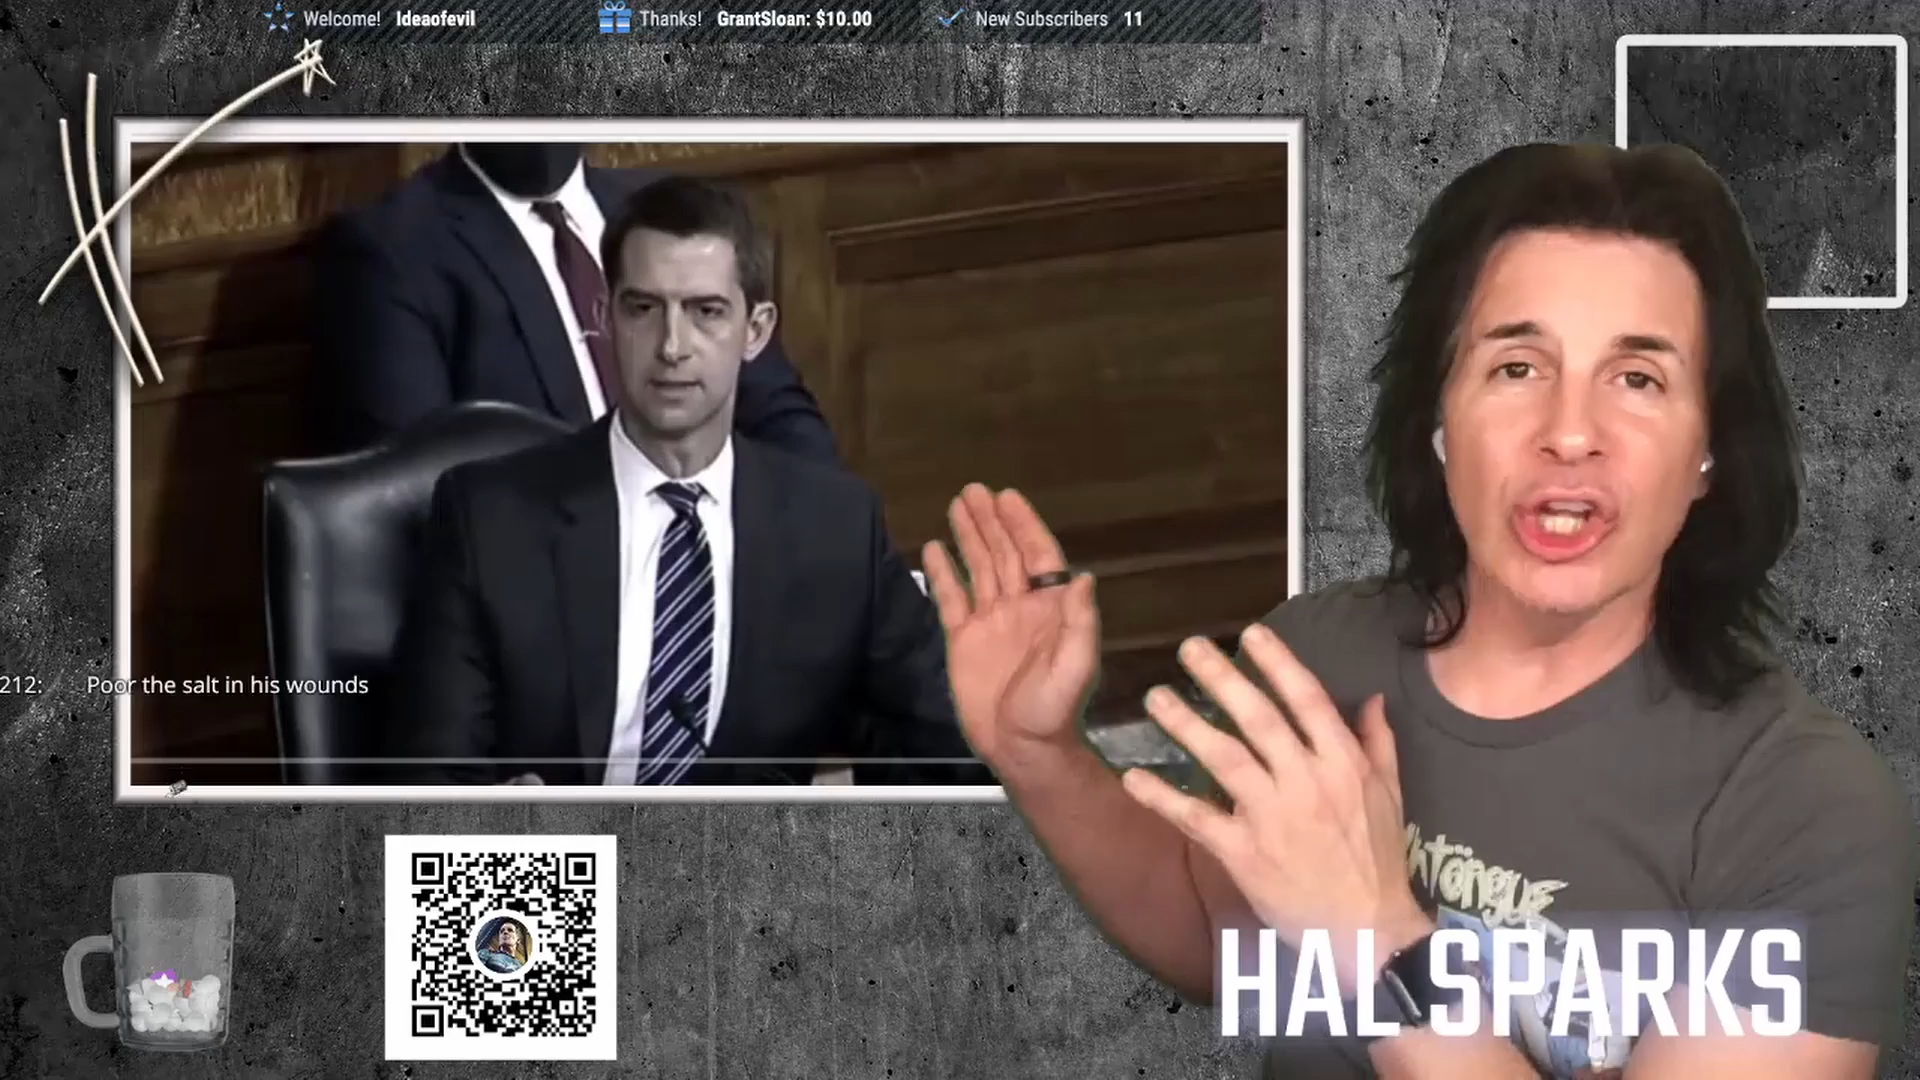 Welcome! Ideaofevil Thanks! GrantSloan: $10.00 New Subscribers 11
212: Poor the salt in his wounds
HAL SPARKS